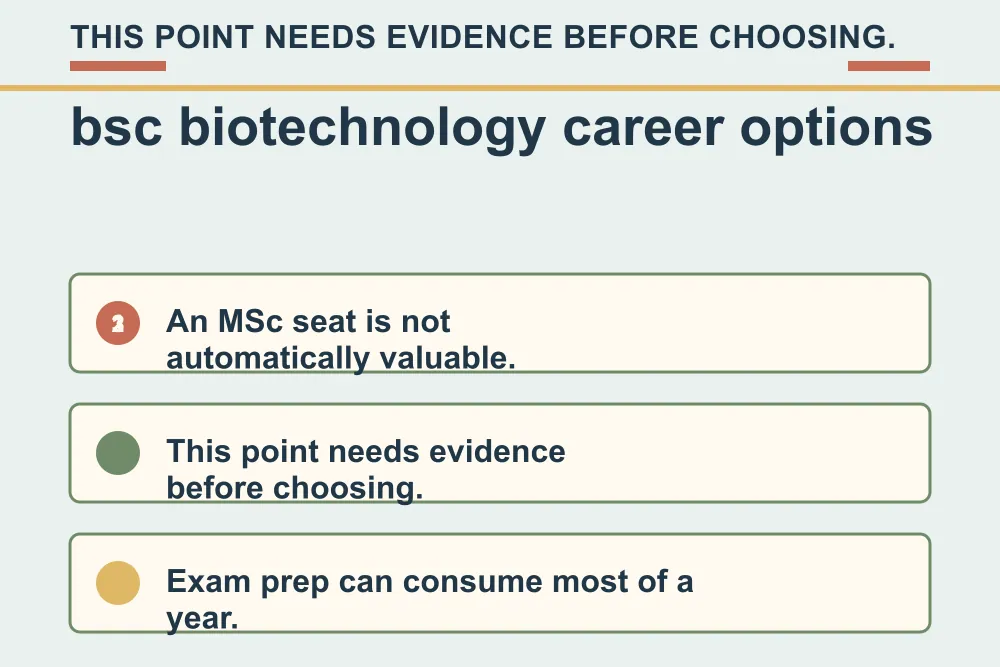 THIS POINT NEEDS EVIDENCE BEFORE CHOOSING.
bsc biotechnology career options
An MSc seat is not
automatically valuable.
This point needs evidence
before choosing.
Exam prep can consume most of a
year.